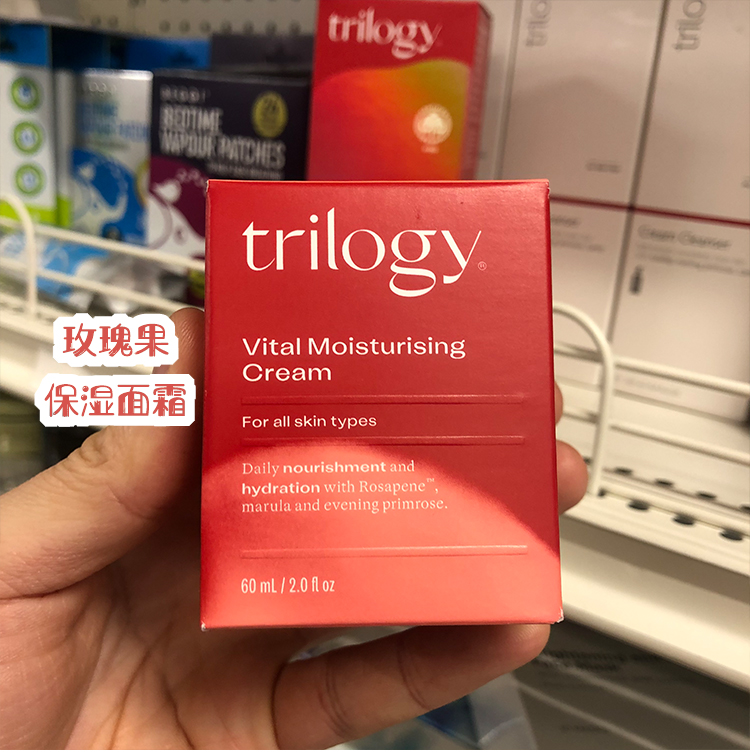 trilogy
BEDTIME
VAPOUR PATCHES
trilogy®
Vital Moisturising
Cream
For all skin types
Daily nourishment and
hydration with Rosapene™,
marula and evening primrose.
60 mL / 2.0 fl oz
玫瑰果
保湿面霜
Cleanser